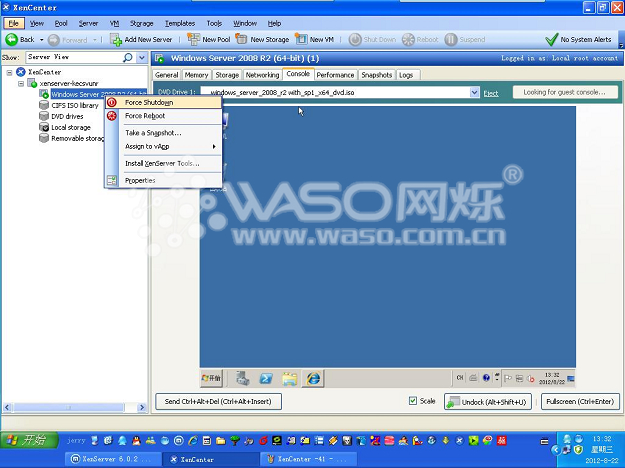 XenCenter
File View Pool Server VM Storage Templates Tools Window Help
Back Forward Add New Server New Pool New Storage New VM Shut Down Reboot Suspend No System Alerts
Show: Server View
Windows Server 2008 R2 (64-bit) (1) Logged in as: Local root account
XenCenter
xenserver-kecsvunr
Windows Server 2008 R2 (64-bit
CIFS ISO library
DVD drives
Local storage
Removable storage
General Memory Storage Networking Console Performance Snapshots Logs
DVD Drive 1: windows_server_2008_r2 with_sp1_x64_dvd.iso Eject Looking for guest console...
Force Shutdown
Force Reboot
Take a Snapshot...
Assign to vApp
Install XenServer Tools...
Properties
WASO网烁®
www.waso.com.cn
开始 CH 13:32
2012/8/22
Send Ctrl+Alt+Del (Ctrl+Alt+Insert) Scale Undock (Alt+Shift+U) Fullscreen (Ctrl+Enter)
开始 jerry 13:32
星期三
2012-8-22
XenServer 6.0.2 ... XenCenter XenCenter -41 - ...